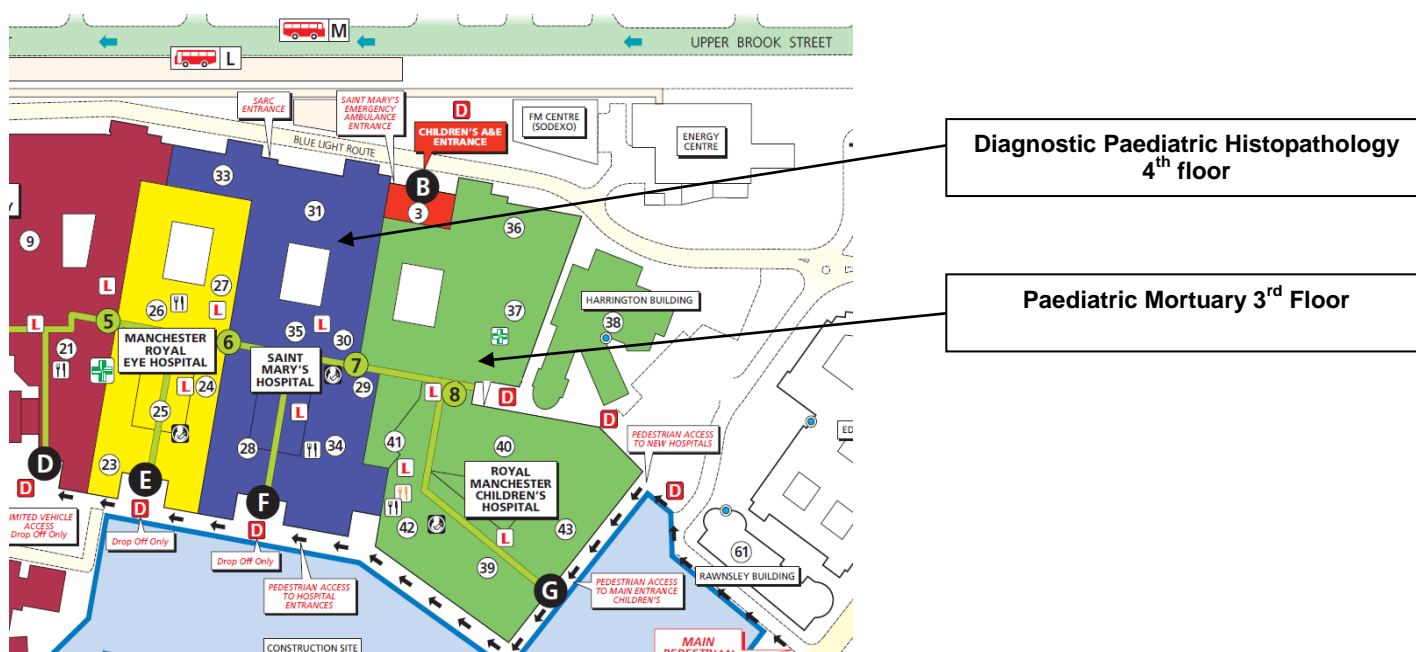 M
UPPER BROOK STREET
L
SARC
ENTRANCE
SAINT MARY'S
EMERGENCY
AMBULANCE
ENTRANCE
D
CHILDREN'S A&E
ENTRANCE
FM CENTRE
(SODEXO)
ENERGY
CENTRE
BLUE LIGHT ROUTE
Diagnostic Paediatric Histopathology
4th floor
33
B
3
31
36
9
Y
27
26
L
L
37
HARRINGTON BUILDING
Paediatric Mortuary 3rd Floor
38
5
L
35
L
30
6
21
MANCHESTER
ROYAL
EYE HOSPITAL
SAINT
MARY'S
HOSPITAL
7
29
L
24
L
8
D
25
L
D
28
34
41
40
PEDESTRIAN ACCESS
TO NEW HOSPITALS
ED
23
D
E
F
L
ROYAL
MANCHESTER
CHILDREN'S
HOSPITAL
D
D
D
D
42
43
L
IMITED VEHICLE
ACCESS
Drop Off Only
Drop Off Only
Drop Off Only
39
61
RAWNSLEY BUILDING
PEDESTRIAN ACCESS
TO HOSPITAL
ENTRANCES
G
PEDESTRIAN ACCESS
TO MAIN ENTRANCE
CHILDREN'S
CONSTRUCTION SITE
MAIN
PEDESTRIAN